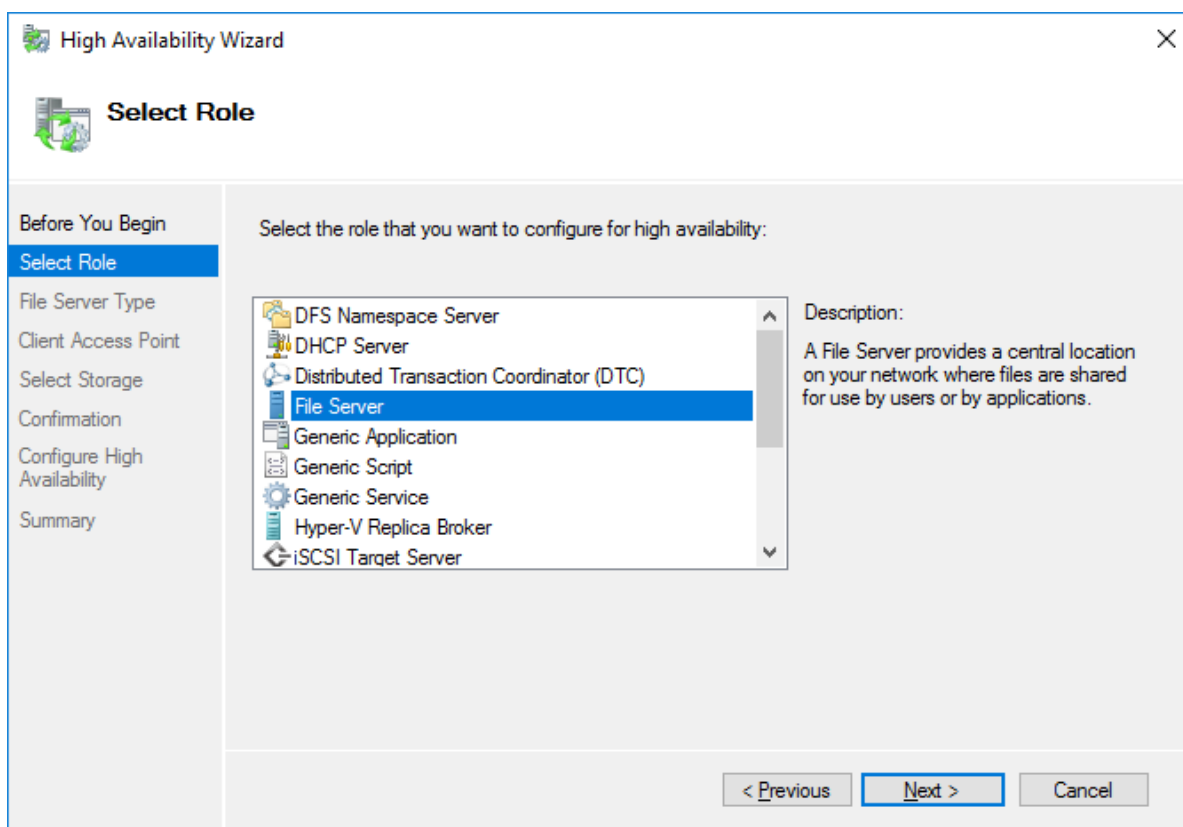 High Availability Wizard
Select Role
Before You Begin
Select Role
File Server Type
Client Access Point
Select Storage
Confirmation
Configure High
Availability
Summary
Select the role that you want to configure for high availability:
DFS Namespace Server
DHCP Server
Distributed Transaction Coordinator (DTC)
File Server
Generic Application
Generic Script
Generic Service
Hyper-V Replica Broker
iSCSI Target Server
Description:
A File Server provides a central location
on your network where files are shared
for use by users or by applications.
< Previous
Next >
Cancel